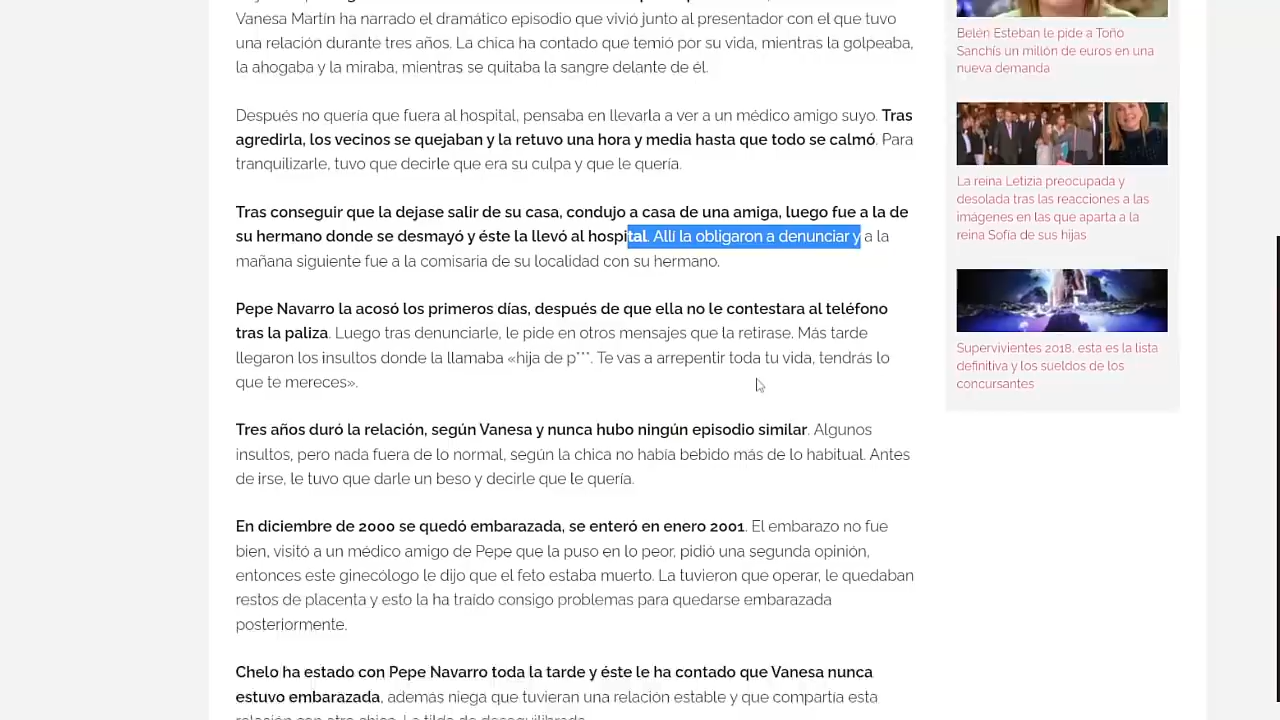 Vanesa Martín ha narrado el dramático episodio que vivió junto al presentador con el que tuvo
una relación durante tres años. La chica ha contado que temió por su vida, mientras la golpeaba,
la ahogaba y la miraba, mientras se quitaba la sangre delante de él.
Después no quería que fuera al hospital, pensaba en llevarla a ver a un médico amigo suyo. Tras
agredirla, los vecinos se quejaban y la retuvo una hora y media hasta que todo se calmó. Para
tranquilizarle, tuvo que decirle que era su culpa y que le quería.
Tras conseguir que la dejase salir de su casa, condujo a casa de una amiga, luego fue a la de
su hermano donde se desmayó y éste la llevó al hospital. Allí la obligaron a denunciar y a la
mañana siguiente fue a la comisaria de su localidad con su hermano.
Pepe Navarro la acosó los primeros días, después de que ella no le contestara al teléfono
tras la paliza. Luego tras denunciarle, le pide en otros mensajes que la retirase. Más tarde
llegaron los insultos donde la llamaba «hija de p***. Te vas a arrepentir toda tu vida, tendrás lo
que te mereces».
Tres años duró la relación, según Vanesa y nunca hubo ningún episodio similar. Algunos
insultos, pero nada fuera de lo normal, según la chica no había bebido más de lo habitual. Antes
de irse, le tuvo que darle un beso y decirle que le quería.
En diciembre de 2000 se quedó embarazada, se enteró en enero 2001. El embarazo no fue
bien, visitó a un médico amigo de Pepe que la puso en lo peor, pidió una segunda opinión,
entonces este ginecólogo le dijo que el feto estaba muerto. La tuvieron que operar, le quedaban
restos de placenta y esto la ha traído consigo problemas para quedarse embarazada
posteriormente.
Chelo ha estado con Pepe Navarro toda la tarde y éste le ha contado que Vanesa nunca
estuvo embarazada, además niega que tuvieran una relación estable y que compartía esta
relación con otro chico. La tilda de desequilibrada
Belén Esteban le pide a Toño
Sanchís un millón de euros en una
nueva demanda
La reina Letizia preocupada y
desolada tras las reacciones a las
imágenes en las que aparta a la
reina Sofía de sus hijas
Supervivientes 2018, esta es la lista
definitiva y los sueldos de los
concursantes